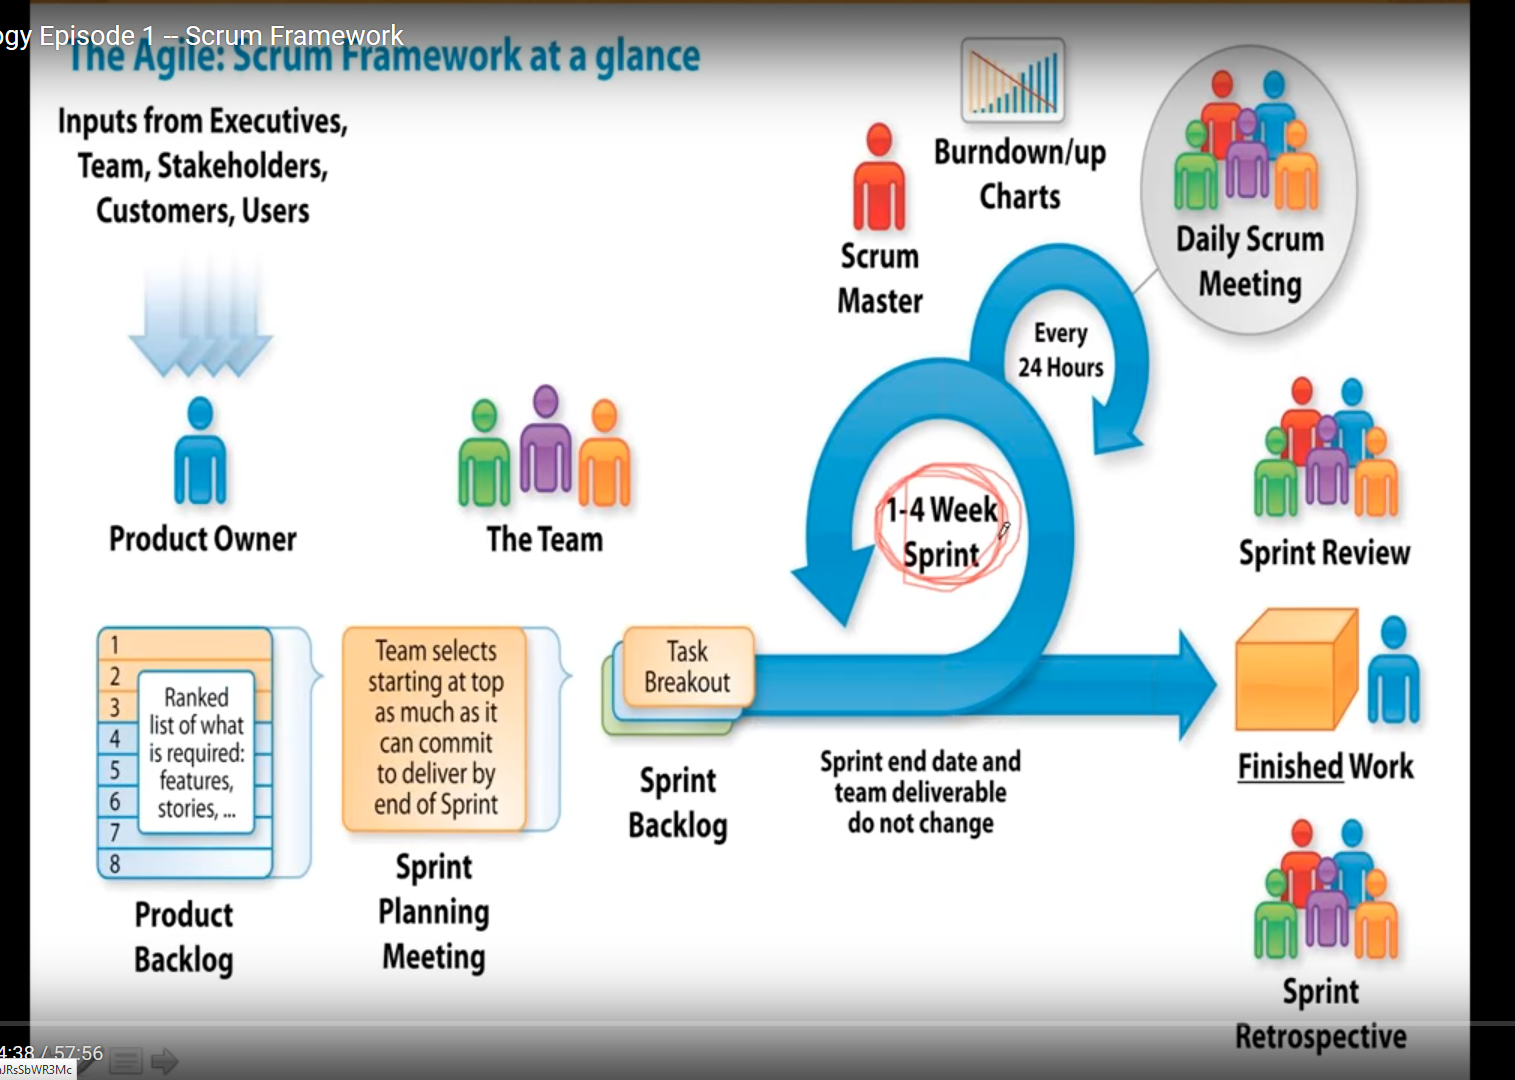 ogy Episode 1 -- Scrum Framework
The Agile: Scrum Framework at a glance
Inputs from Executives,
Team, Stakeholders,
Customers, Users
Product Owner
The Team
Scrum
Master
Burndown/up
Charts
Daily Scrum
Meeting
Every
24 Hours
1-4 Week
Sprint
Sprint Review
1
2
3
4
5
6
7
8
Ranked
list of what
is required:
features,
stories, ...
Product
Backlog
Team selects
starting at top
as much as it
can commit
to deliver by
end of Sprint
Sprint
Planning
Meeting
Task
Breakout
Sprint
Backlog
Sprint end date and
team deliverable
do not change
Finished Work
Sprint
Retrospective
4:38 / 57:56
JRsSbWR3Mc